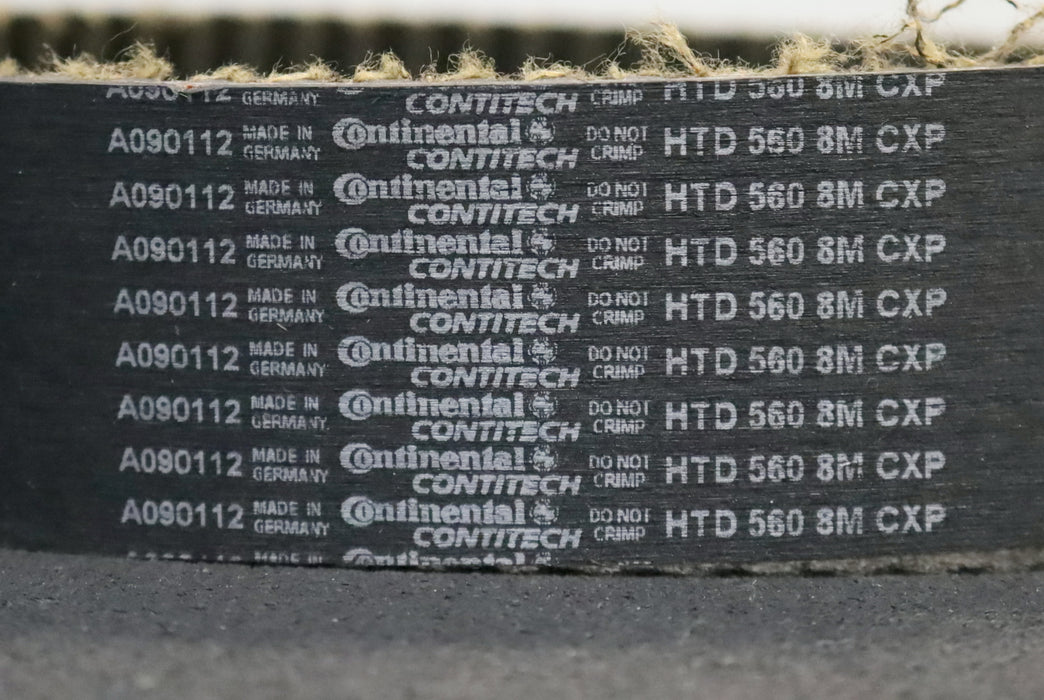 A090112 GERMANY CONTITECH CRIMP HTD 560 8M CXP
A090112 MADE IN GERMANY Continental CONTITECH DO NOT CRIMP HTD 560 8M CXP
A090112 MADE IN GERMANY Continental CONTITECH DO NOT CRIMP HTD 560 8M CXP
A090112 MADE IN GERMANY Continental CONTITECH DO NOT CRIMP HTD 560 8M CXP
A090112 MADE IN GERMANY Continental CONTITECH DO NOT CRIMP HTD 560 8M CXP
A090112 MADE IN GERMANY Continental CONTITECH DO NOT CRIMP HTD 560 8M CXP
A090112 MADE IN GERMANY Continental CONTITECH DO NOT CRIMP HTD 560 8M CXP
A090112 MADE IN GERMANY Continental CONTITECH DO NOT CRIMP HTD 560 8M CXP
A090112 MADE IN GERMANY Continental CONTITECH DO NOT CRIMP HTD 560 8M CXP
MADE IN Continental